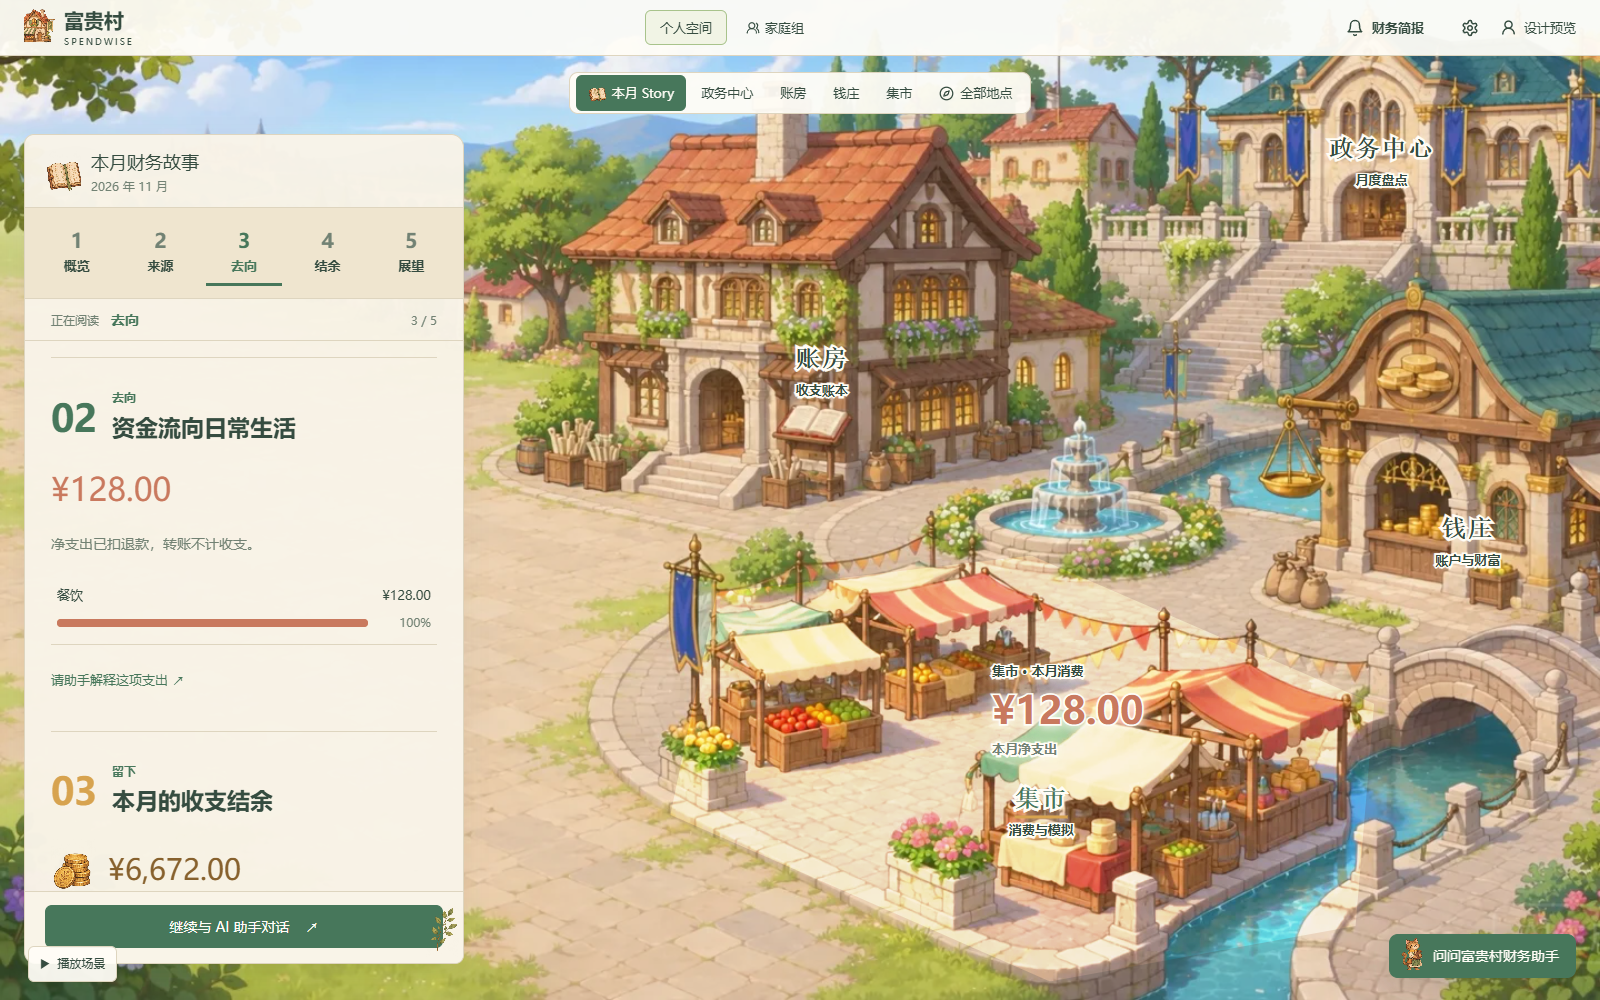 富贵村
SPENDWISE
个人空间
家庭组
财务简报
设计预览
本月 Story
政务中心
账房
钱庄
集市
全部地点
本月财务故事
2026 年 11 月
1
2
3
4
5
概览
来源
去向
结余
展望
正在阅读 去向
3 / 5
02
去向
资金流向日常生活
¥128.00
净支出已扣退款，转账不计收支。
餐饮
¥128.00
100%
请助手解释这项支出 ↗
03
留下
本月的收支结余
¥6,672.00
继续与 AI 助手对话 ↗
播放场景
政务中心
月度盘点
账房
收支账本
钱庄
账户与财富
集市 · 本月消费
¥128.00
本月净支出
集市
消费与模拟
问问富贵村财务助手